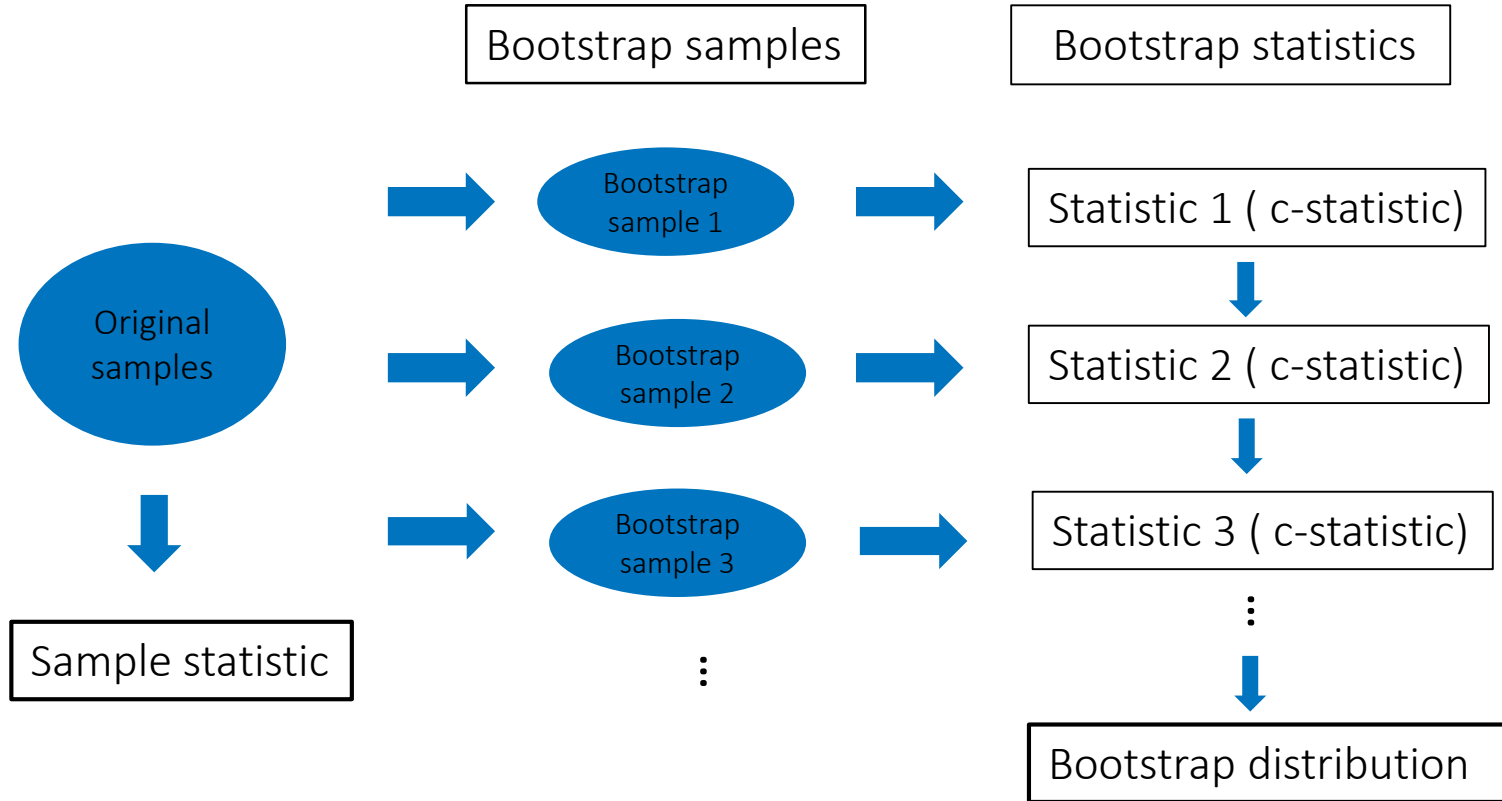 Bootstrap samples
Bootstrap statistics
Bootstrap
sample 1
Statistic 1 ( c-statistic)
Original
samples
Bootstrap
sample 2
Statistic 2 ( c-statistic)
Bootstrap
sample 3
Statistic 3 ( c-statistic)
...
Sample statistic
...
Bootstrap distribution